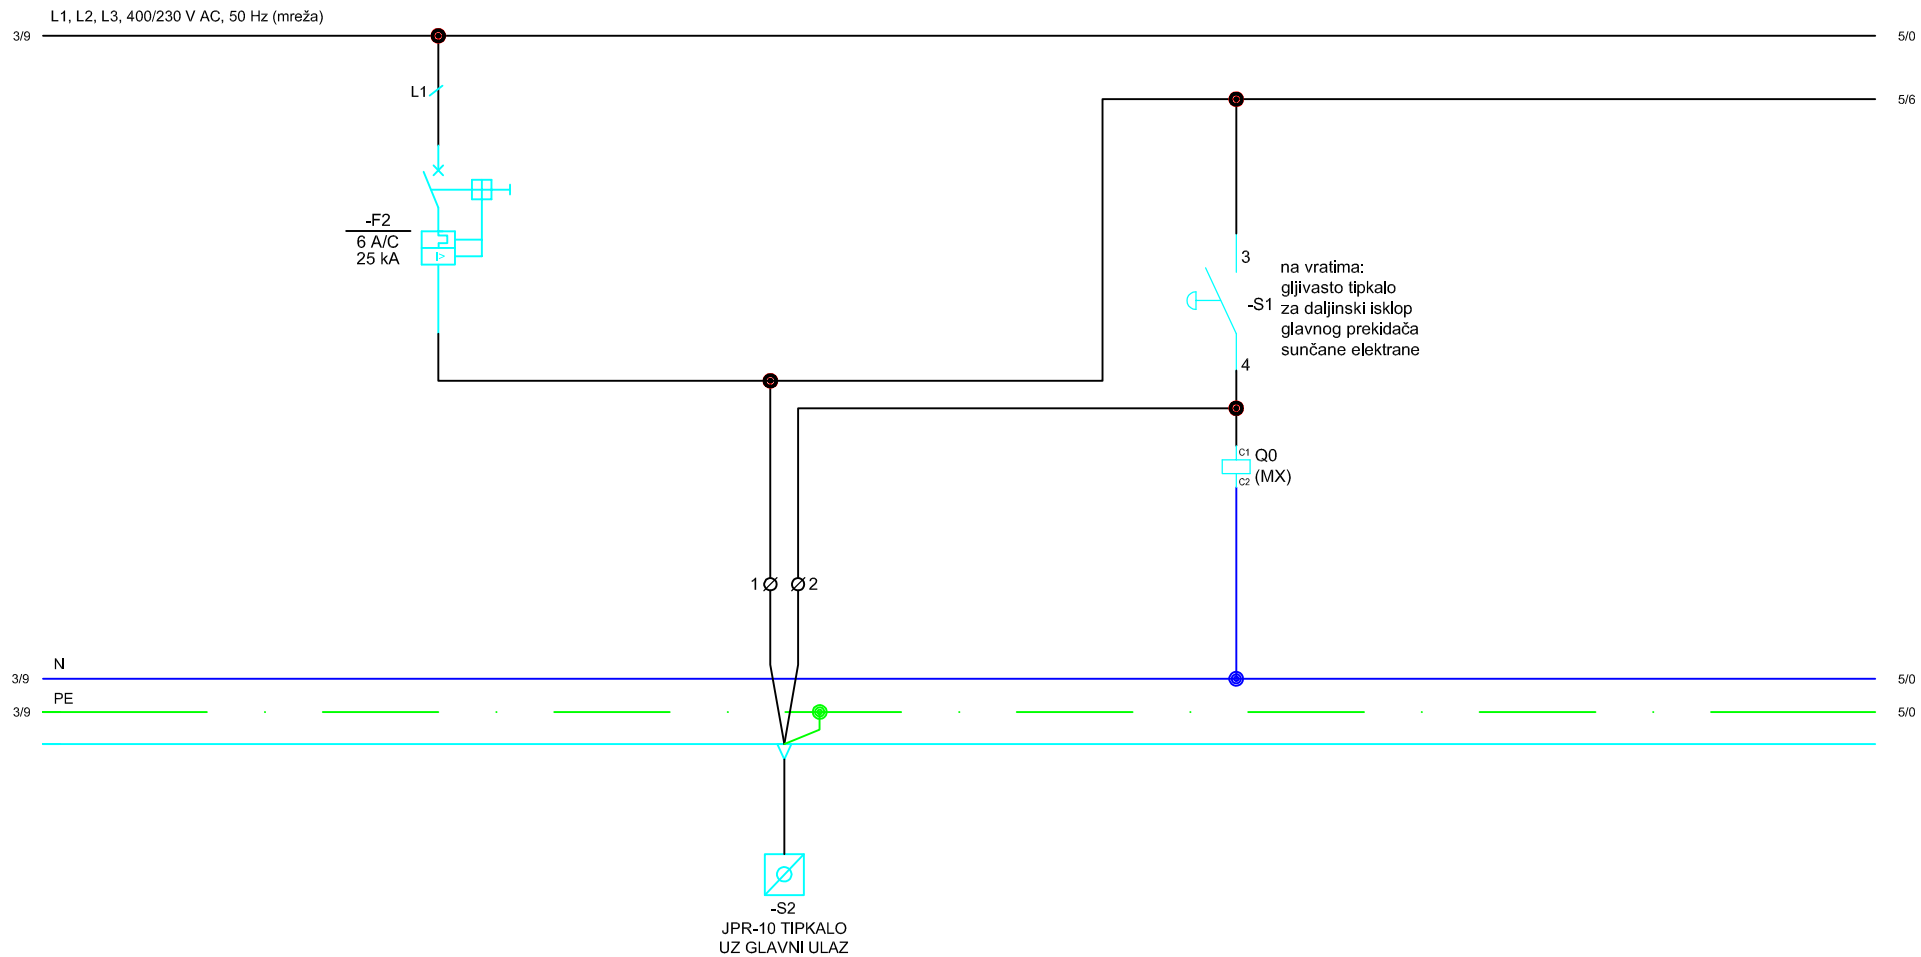 L1, L2, L3, 400/230 V AC, 50 Hz (mreža)
3/9
5/0
L1
5/6
-F2
6 A/C
25 kA
I>
3
-S1
na vratima:
gljivasto tipkalo
za daljinski isklop
glavnog prekidača
sunčane elektrane
4
C1
Q0
(MX)
C2
1
2
N
3/9
5/0
PE
3/9
5/0
-S2
JPR-10 TIPKALO
UZ GLAVNI ULAZ